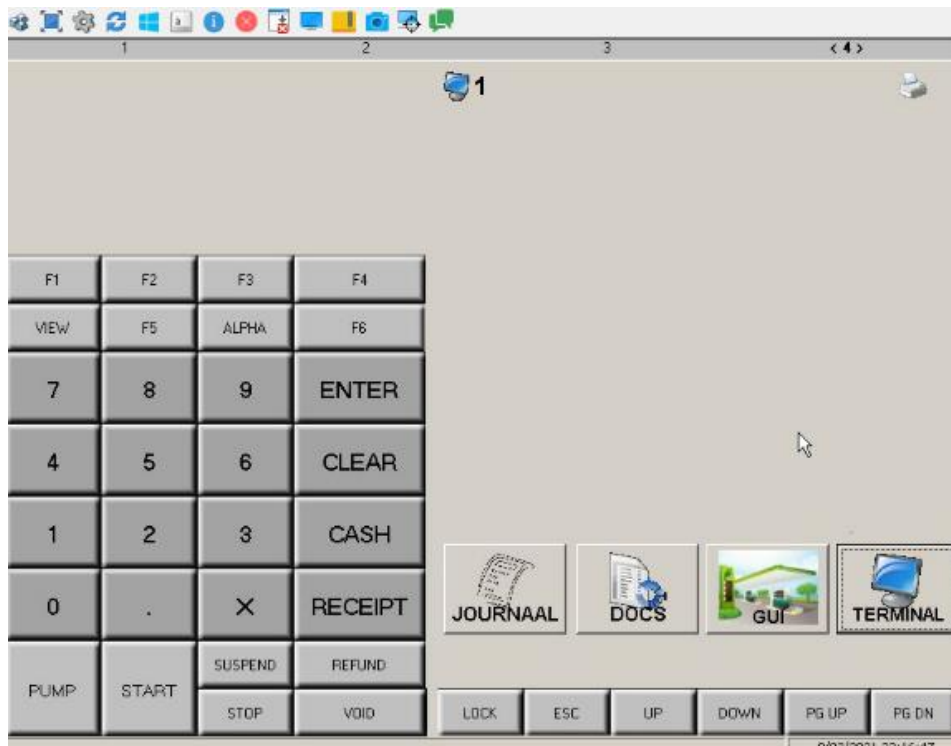 1 2 3 <4>
1
F1 F2 F3 F4
VIEW F5 ALPHA F6
7 8 9 ENTER
4 5 6 CLEAR
1 2 3 CASH
0 . X RECEIPT
JOURNAAL DOCS GUI TERMINAL
SUSPEND REFUND
PUMP START
STOP VOID LOCK ESC UP DOWN PG UP PG DN